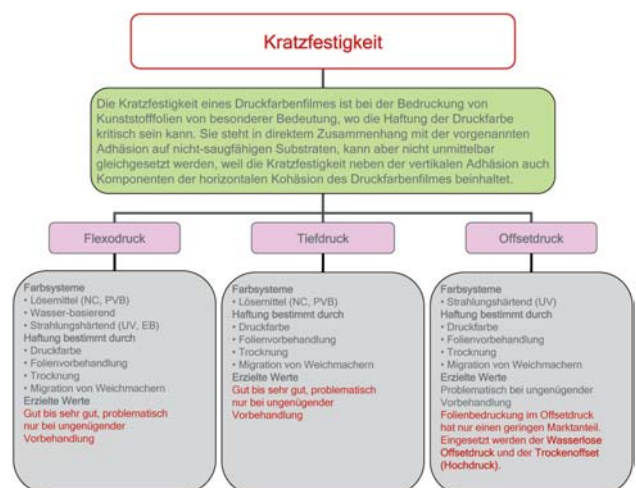 Kratzfestigkeit
Die Kratzfestigkeit eines Druckfarbenfilmes ist bei der Bedruckung von
Kunststofffolien von besonderer Bedeutung, wo die Haftung der Druckfarbe
kritisch sein kann. Sie steht in direktem Zusammenhang mit der vorgenannten
Adhäsion auf nicht-saugfähigen Substraten, kann aber nicht unmittelbar
gleichgesetzt werden, weil die Kratzfestigkeit neben der vertikalen Adhäsion auch
Komponenten der horizontalen Kohäsion des Druckfarbenfilmes beinhaltet.
Flexodruck
Farbsysteme
• Lösemittel (NC, PVB)
• Wasser-basierend
• Strahlungshärtend (UV, EB)
Haftung bestimmt durch
• Druckfarbe
• Folienvorbehandlung
• Trocknung
• Migration von Weichmachern
Erzielte Werte
Gut bis sehr gut, problematisch
nur bei ungenügender
Vorbehandlung
Tiefdruck
Farbsysteme
• Lösemittel (NC, PVB)
Haftung bestimmt durch
• Druckfarbe
• Folienvorbehandlung
• Trocknung
• Migration von Weichmachern
Erzielte Werte
Gut bis sehr gut, problematisch
nur bei ungenügender
Vorbehandlung
Offsetdruck
Farbsysteme
• Strahlungshärtend (UV)
Haftung bestimmt durch
• Druckfarbe
• Folienvorbehandlung
• Trocknung
• Migration von Weichmachern
Erzielte Werte
Problematisch bei ungenügender
Vorbehandlung
Folienbedruckung im Offsetdruck
hat nur einen geringen Marktanteil.
Eingesetzt werden der Wasserlose
Offsetdruck und der Trockenoffset
(Hochdruck).